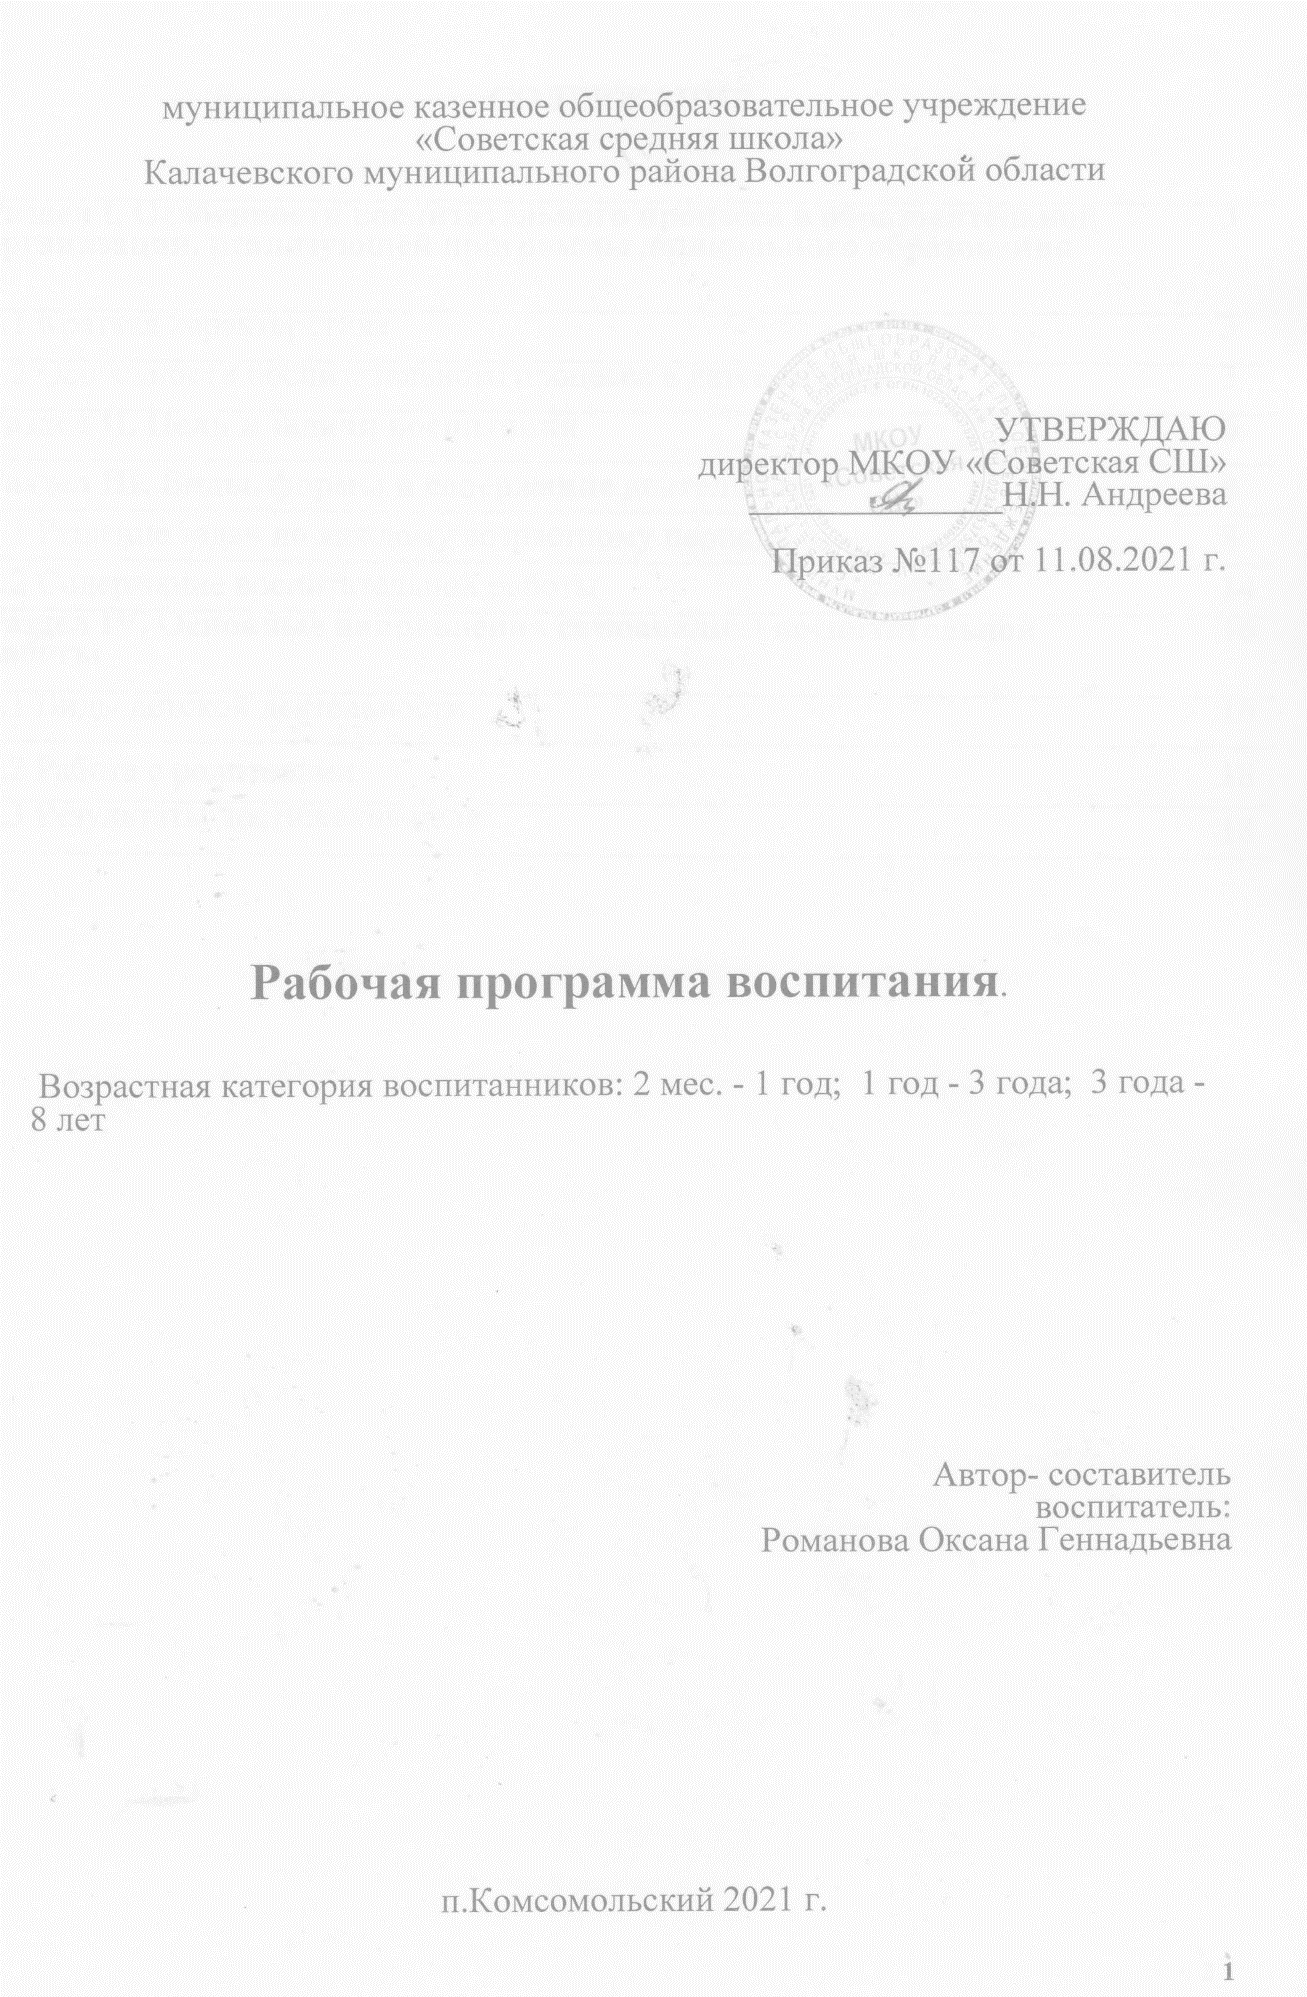 муниципальное казенное общеобразовательное учреждение
«Советская средняя школа»
Калачевского муниципального района Волгоградской области
УТВЕРЖДАЮ
директор МКОУ «Советская СШ»
Н.Н. Андреева
Приказ №117 от 11.08.2021 г.
МКОУ
Рабочая программа воспитания.
Возрастная категория воспитанников: 2 мес. - 1 год;  1 год - 3 года;  3 года -
8 лет
Автор- составитель
воспитатель:
Романова Оксана Геннадьевна
п.Комсомольский 2021 г.
1